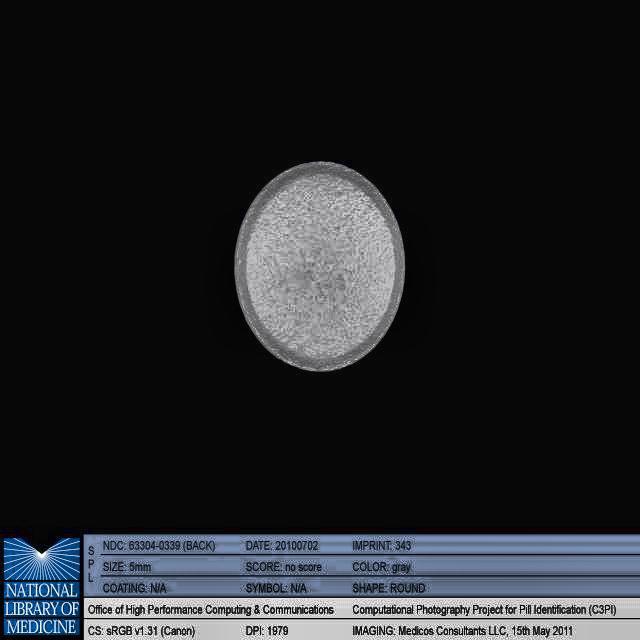 NDC: 63304-0339 (BACK) DATE: 20100702 IMPRINT: 343
SPL
SIZE: 5mm SCORE: no score COLOR: gray
COATING: N/A SYMBOL: N/A SHAPE: ROUND
NATIONAL
LIBRARY OF
MEDICINE
Office of High Performance Computing & Communications Computational Photography Project for Pill Identification (C3PI)
CS: sRGB v1.31 (Canon) DPI: 1979 IMAGING: Medicos Consultants LLC, 15th May 2011